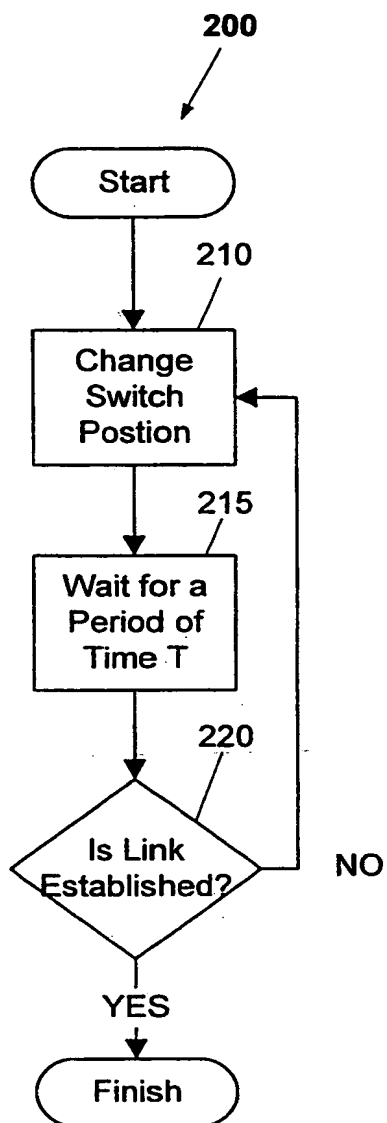 200
Start
210
Change
Switch
Postion
215
Wait for a
Period of
Time T
220
Is Link
Established?
NO
YES
Finish